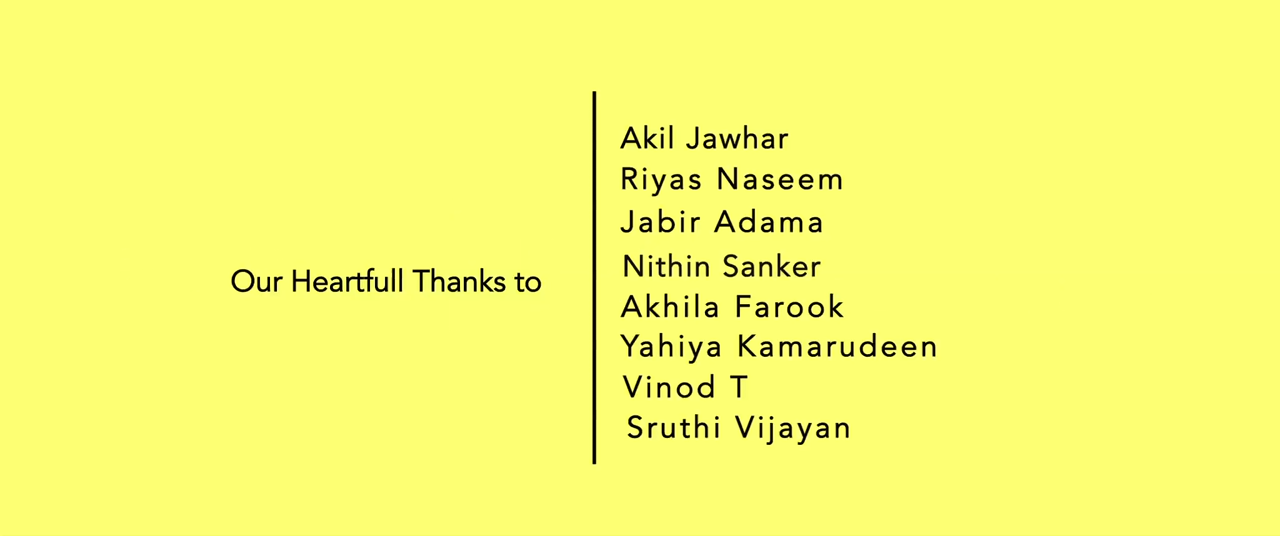 Our Heartfull Thanks to
Akil Jawhar
Riyas Naseem
Jabir Adama
Nithin Sanker
Akhila Farook
Yahiya Kamarudeen
Vinod T
Sruthi Vijayan